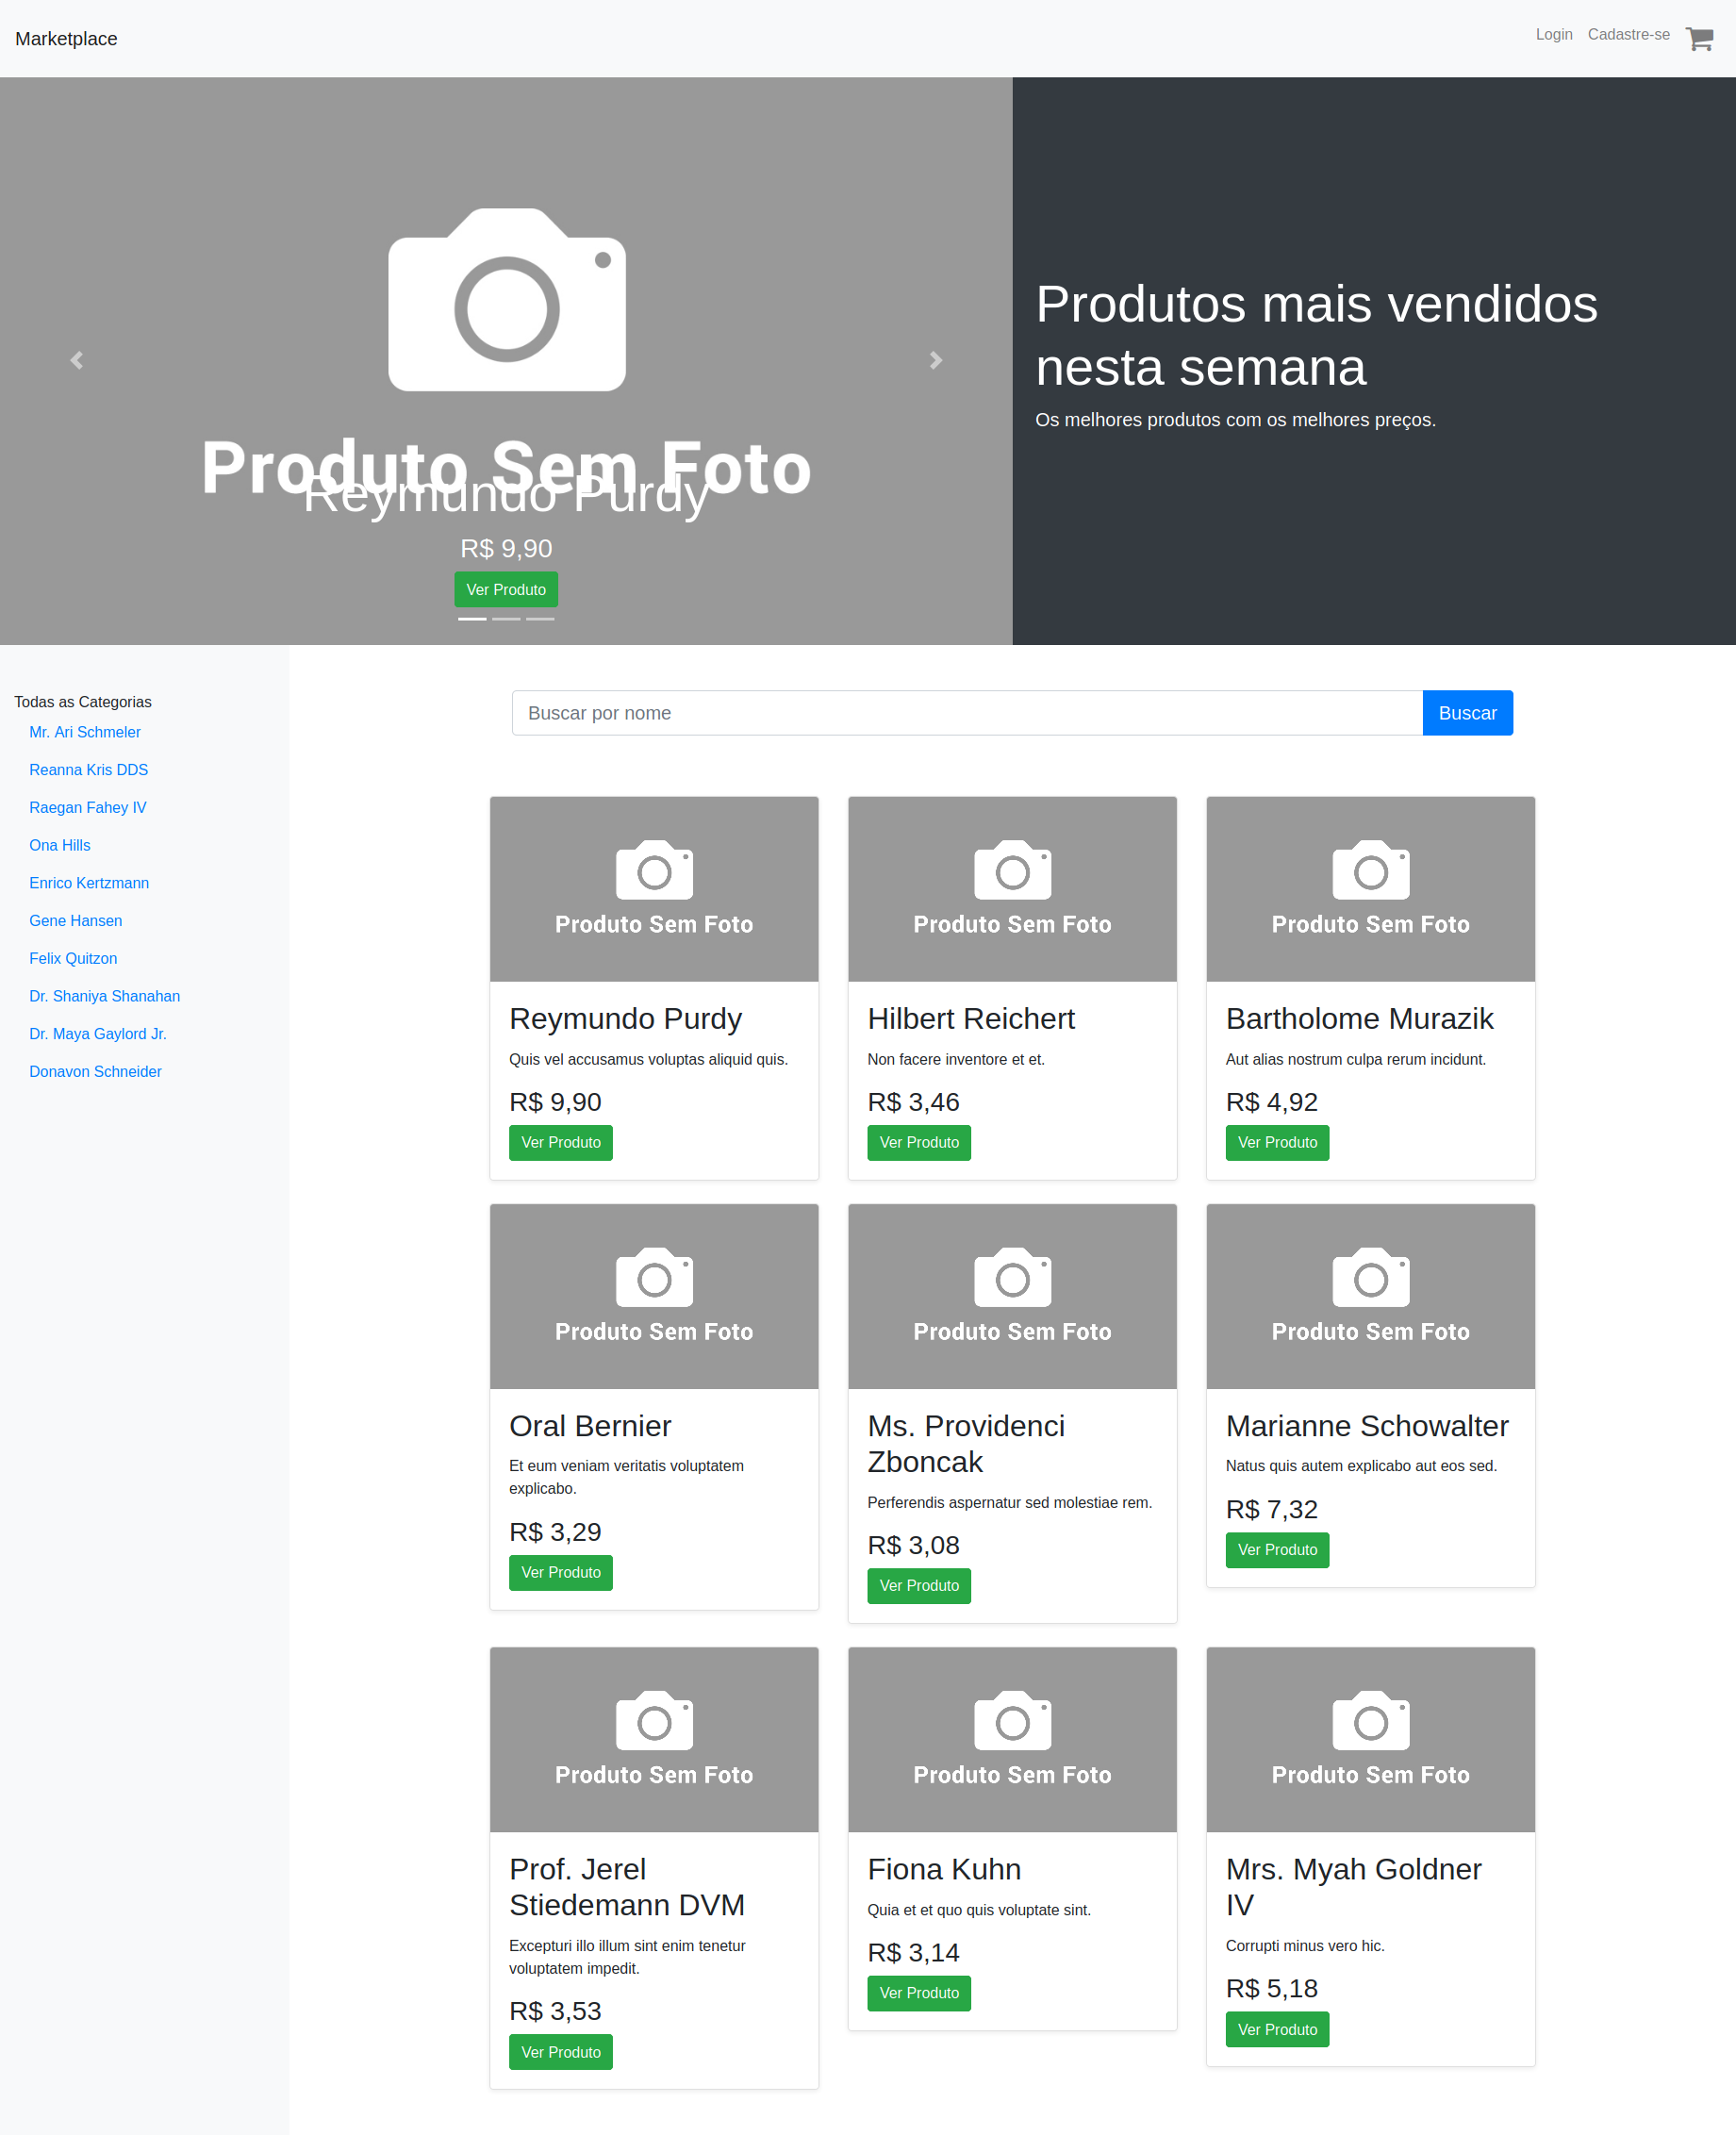 Marketplace
Login
Cadastre-se
Produto Sem Foto
Reymundo Purdy
R$ 9,90
Ver Produto
Produtos mais vendidos
nesta semana
Os melhores produtos com os melhores preços.
Todas as Categorias
Mr. Ari Schmeler
Reanna Kris DDS
Raegan Fahey IV
Ona Hills
Enrico Kertzmann
Gene Hansen
Felix Quitzon
Dr. Shaniya Shanahan
Dr. Maya Gaylord Jr.
Donavon Schneider
Buscar por nome
Buscar
Produto Sem Foto
Reymundo Purdy
Quis vel accusamus voluptas aliquid quis.
R$ 9,90
Ver Produto
Produto Sem Foto
Hilbert Reichert
Non facere inventore et et.
R$ 3,46
Ver Produto
Produto Sem Foto
Bartholome Murazik
Aut alias nostrum culpa rerum incidunt.
R$ 4,92
Ver Produto
Produto Sem Foto
Oral Bernier
Et eum veniam veritatis voluptatem
explicabo.
R$ 3,29
Ver Produto
Produto Sem Foto
Ms. Providenci
Zboncak
Perferendis aspernatur sed molestiae rem.
R$ 3,08
Ver Produto
Produto Sem Foto
Marianne Schowalter
Natus quis autem explicabo aut eos sed.
R$ 7,32
Ver Produto
Produto Sem Foto
Prof. Jerel
Stiedemann DVM
Excepturi illo illum sint enim tenetur
voluptatem impedit.
R$ 3,53
Ver Produto
Produto Sem Foto
Fiona Kuhn
Quia et et quo quis voluptate sint.
R$ 3,14
Ver Produto
Produto Sem Foto
Mrs. Myah Goldner
IV
Corrupti minus vero hic.
R$ 5,18
Ver Produto